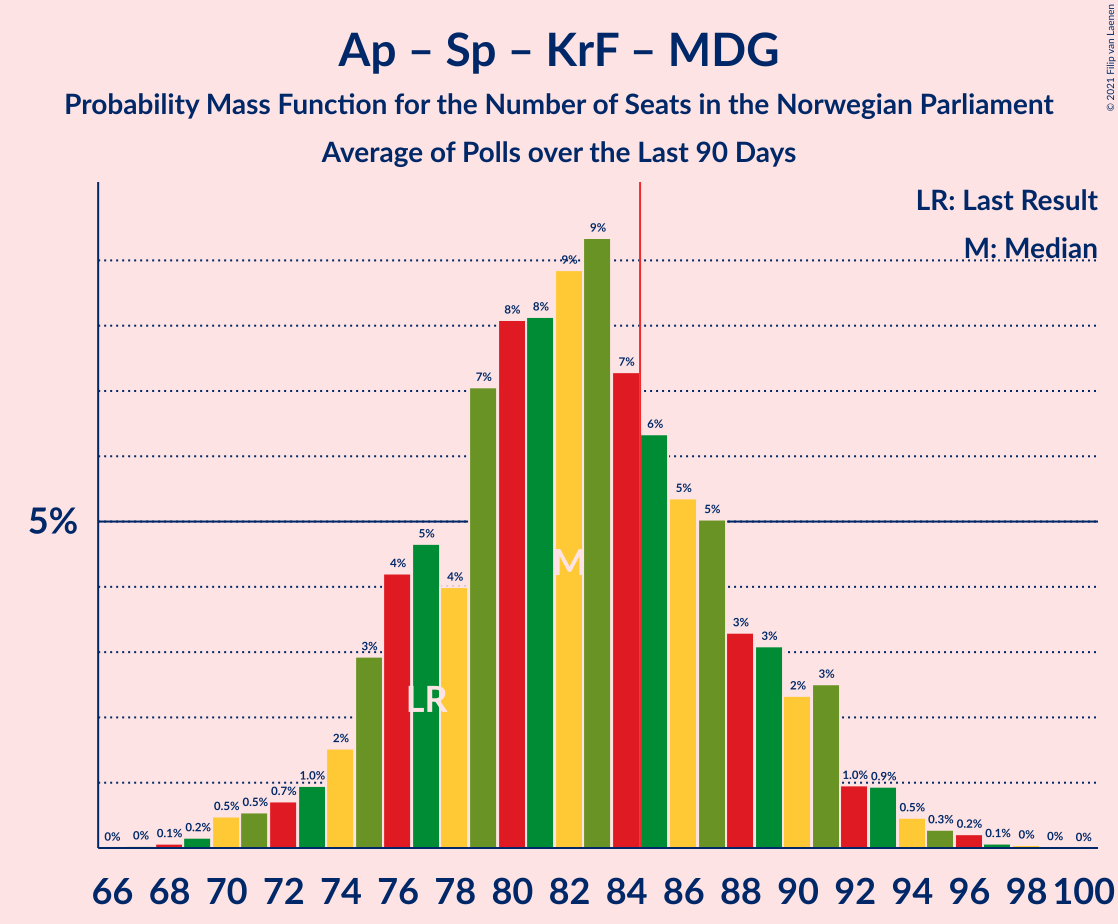 Ap – Sp – KrF – MDG
Probability Mass Function for the Number of Seats in the Norwegian Parliament
Average of Polls over the Last 90 Days
© 2021 Filip van Laenen
LR: Last Result
M: Median
5%
0% 0% 0.1% 0.2% 0.5% 0.5% 0.7% 1.0% 2% 3% 4% 5% 4% 7% 8% 8% 9% 9% 7% 6% 5% 5% 3% 3% 2% 3% 1.0% 0.9% 0.5% 0.3% 0.2% 0.1% 0% 0% 0%
LR
M
66 68 70 72 74 76 78 80 82 84 86 88 90 92 94 96 98 100